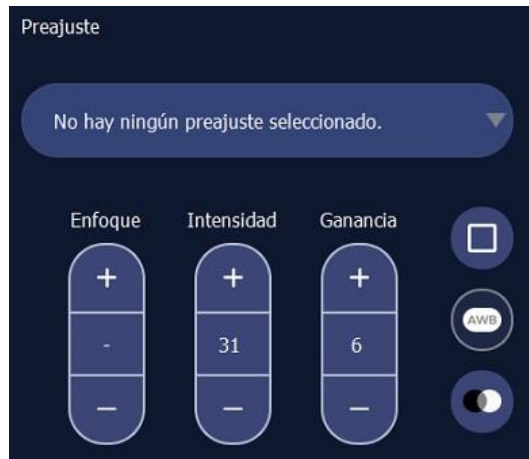 Preajuste
No hay ningún preajuste seleccionado.
Enfoque Intensidad Ganancia
+ + +
- 31 6
AWB
− − −